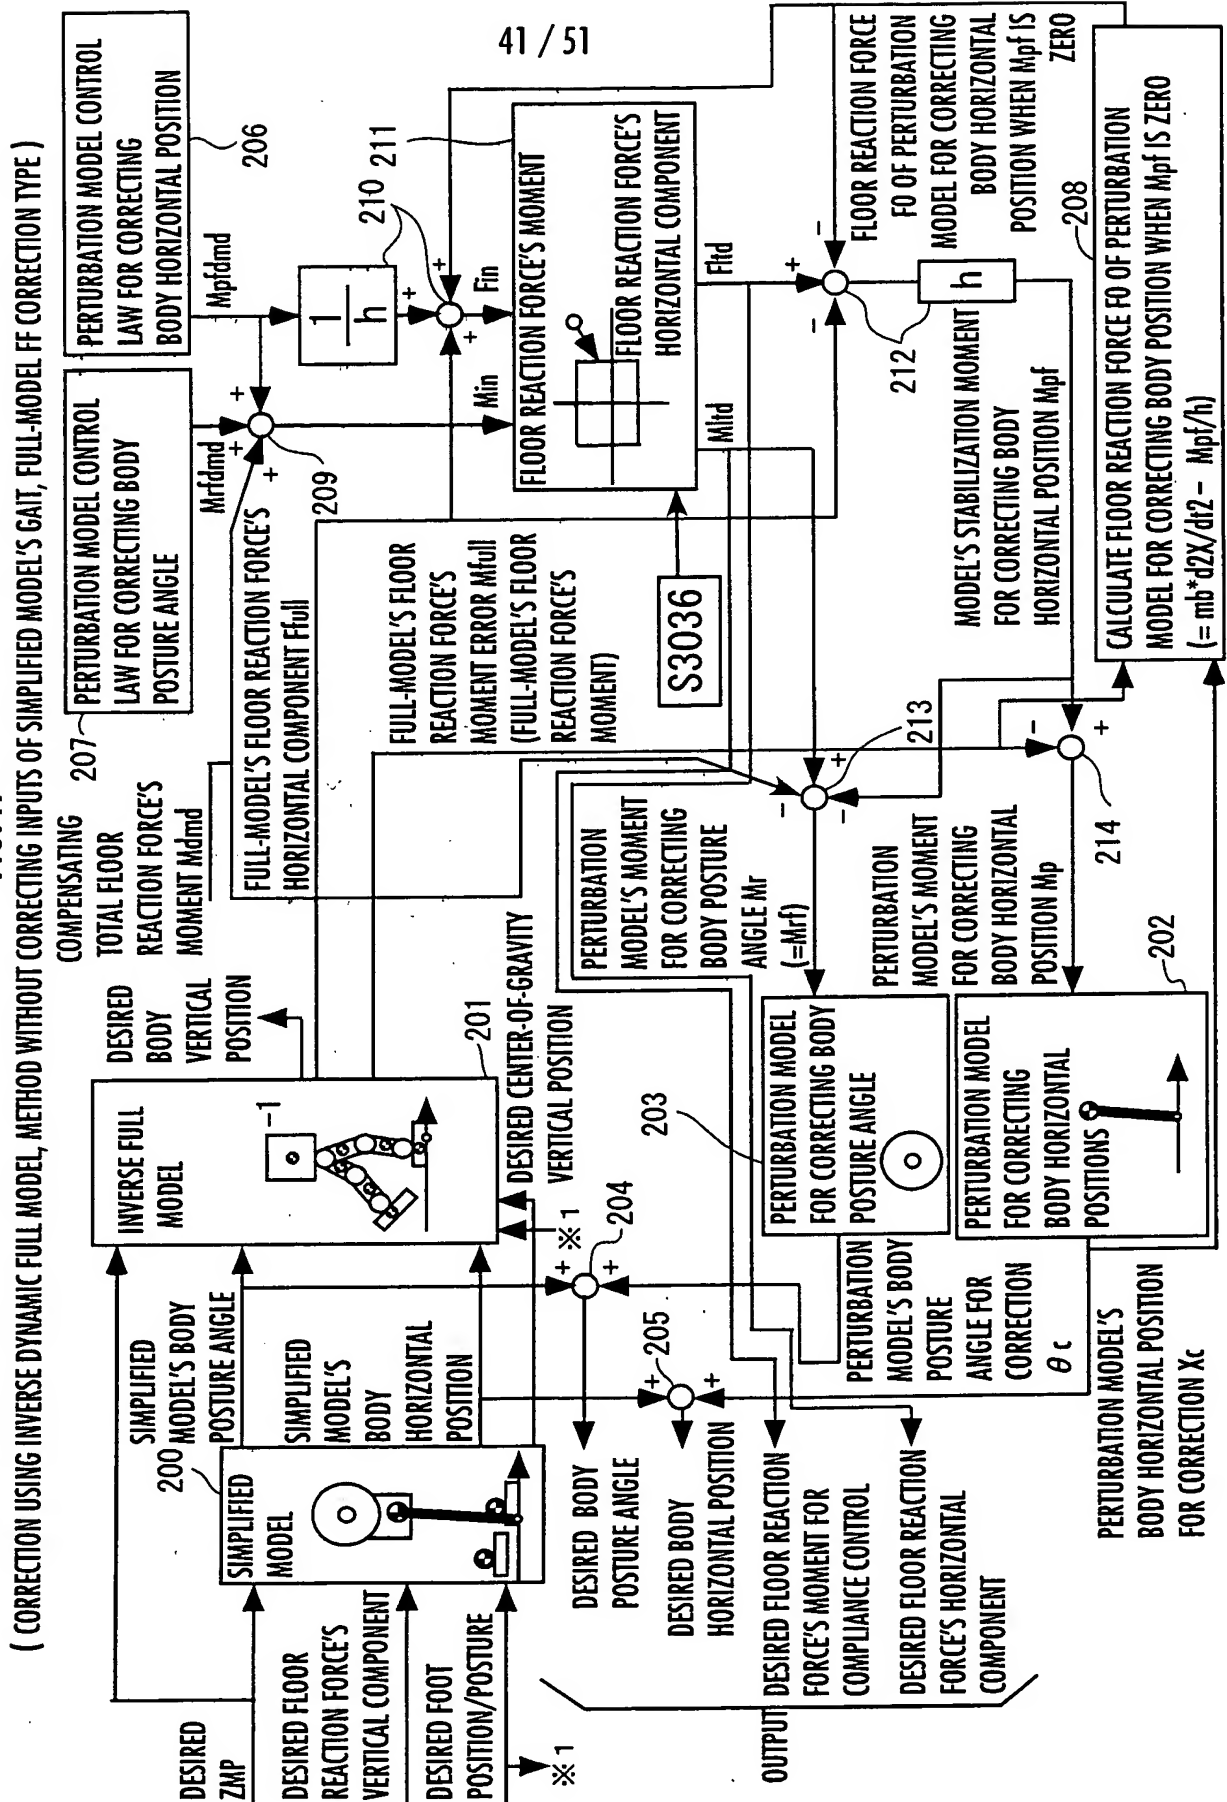 41 / 51
( CORRECTION USING INVERSE DYNAMIC FULL MODEL, METHOD WITHOUT CORRECTING INPUTS OF SIMPLIFIED MODEL'S GAIT, FULL-MODEL FF CORRECTION TYPE )
DESIRED
ZMP
DESIRED FLOOR
REACTION FORCE'S
VERTICAL COMPONENT
DESIRED FOOT
POSITION/POSTURE
※1
200
SIMPLIFIED
MODEL
SIMPLIFIED
MODEL'S BODY
POSTURE ANGLE
SIMPLIFIED
MODEL'S
BODY
HORIZONTAL
POSITION
INVERSE FULL
MODEL
-1
201
※1
DESIRED
BODY
VERTICAL
POSITION
DESIRED CENTER-OF-GRAVITY
VERTICAL POSITION
COMPENSATING
TOTAL FLOOR
REACTION FORCE'S
MOMENT Mdmd
207
PERTURBATION MODEL CONTROL
LAW FOR CORRECTING BODY
POSTURE ANGLE
PERTURBATION MODEL CONTROL
LAW FOR CORRECTING
BODY HORIZONTAL POSITION
206
Mrfdmd
Mpfdmd
+
+
+
209
1
h
210
+
+
+
FULL-MODEL'S FLOOR REACTION FORCE'S
HORIZONTAL COMPONENT Ffull
Min
Fin
211
FULL-MODEL'S FLOOR
REACTION FORCE'S
MOMENT ERROR Mfull
(FULL-MODEL'S FLOOR
REACTION FORCE'S
MOMENT)
FLOOR REACTION FORCE'S MOMENT
FLOOR REACTION FORCE'S
HORIZONTAL COMPONENT
S3036
Mltd
Fltd
+
-
-
212
h
FLOOR REACTION FORCE
F0 OF PERTURBATION
MODEL FOR CORRECTING
BODY HORIZONTAL
POSITION WHEN Mpf IS
ZERO
MODEL'S STABILIZATION MOMENT
FOR CORRECTING BODY
HORIZONTAL POSITION Mpf
208
CALCULATE FLOOR REACTION FORCE F0 OF PERTURBATION
MODEL FOR CORRECTING BODY POSITION WHEN Mpf IS ZERO
(= mb*d2X/dt2 - Mpf/h)
213
+
-
-
214
-
+
PERTURBATION
MODEL'S MOMENT
FOR CORRECTING
BODY POSTURE
ANGLE Mr
(=Mrf)
PERTURBATION
MODEL'S MOMENT
FOR CORRECTING
BODY HORIZONTAL
POSITION Mp
203
PERTURBATION MODEL
FOR CORRECTING BODY
POSTURE ANGLE
202
PERTURBATION MODEL
FOR CORRECTING
BODY HORIZONTAL
POSITIONS
204
+
+
205
+
+
PERTURBATION
MODEL'S BODY
POSTURE
ANGLE FOR
CORRECTION
θc
PERTURBATION MODEL'S
BODY HORIZONTAL POSITION
FOR CORRECTION Xc
DESIRED BODY
POSTURE ANGLE
DESIRED BODY
HORIZONTAL POSITION
OUTPUT
DESIRED FLOOR REACTION
FORCE'S MOMENT FOR
COMPLIANCE CONTROL
DESIRED FLOOR REACTION
FORCE'S HORIZONTAL
COMPONENT